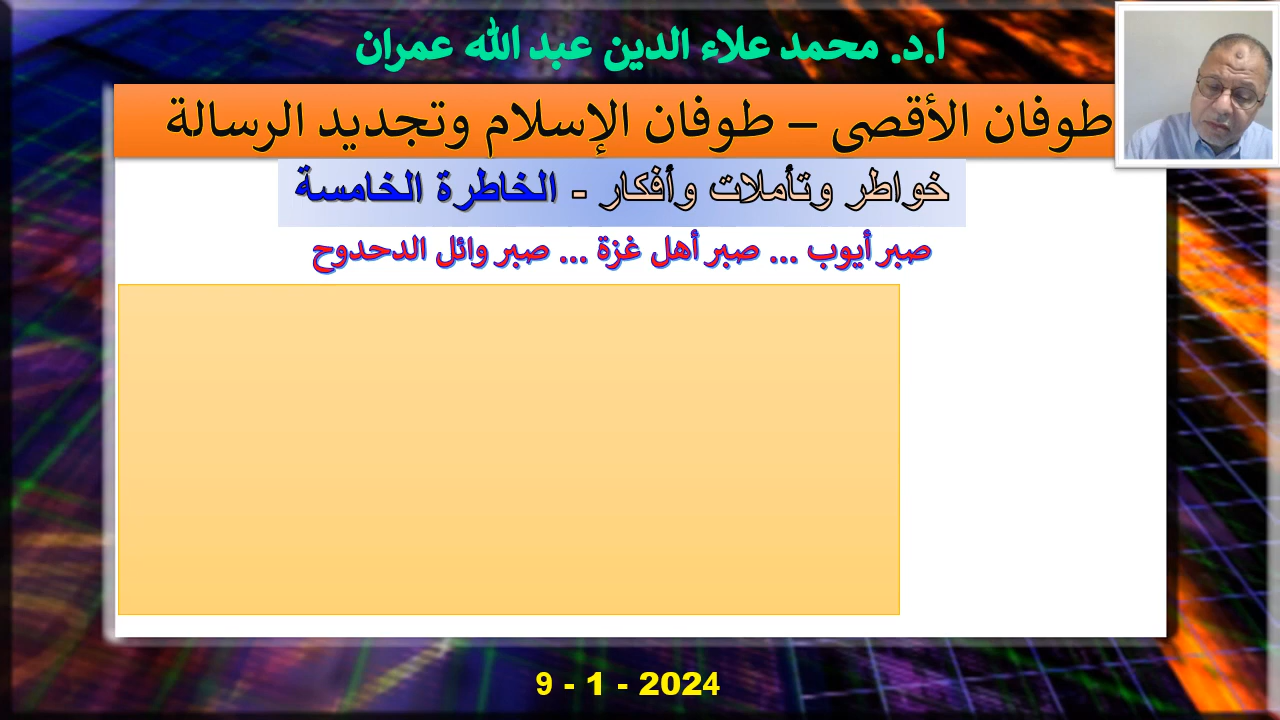 ا.د. محمد علاء الدين عبد الله عمران
طوفان الأقصى – طوفان الإسلام وتجديد الرسالة
خواطر وتأملات وأفكار - الخاطرة الخامسة
صبر أيوب ... صبر أهل غزة ... صبر وائل الدحدوح
9 - 1 - 2024